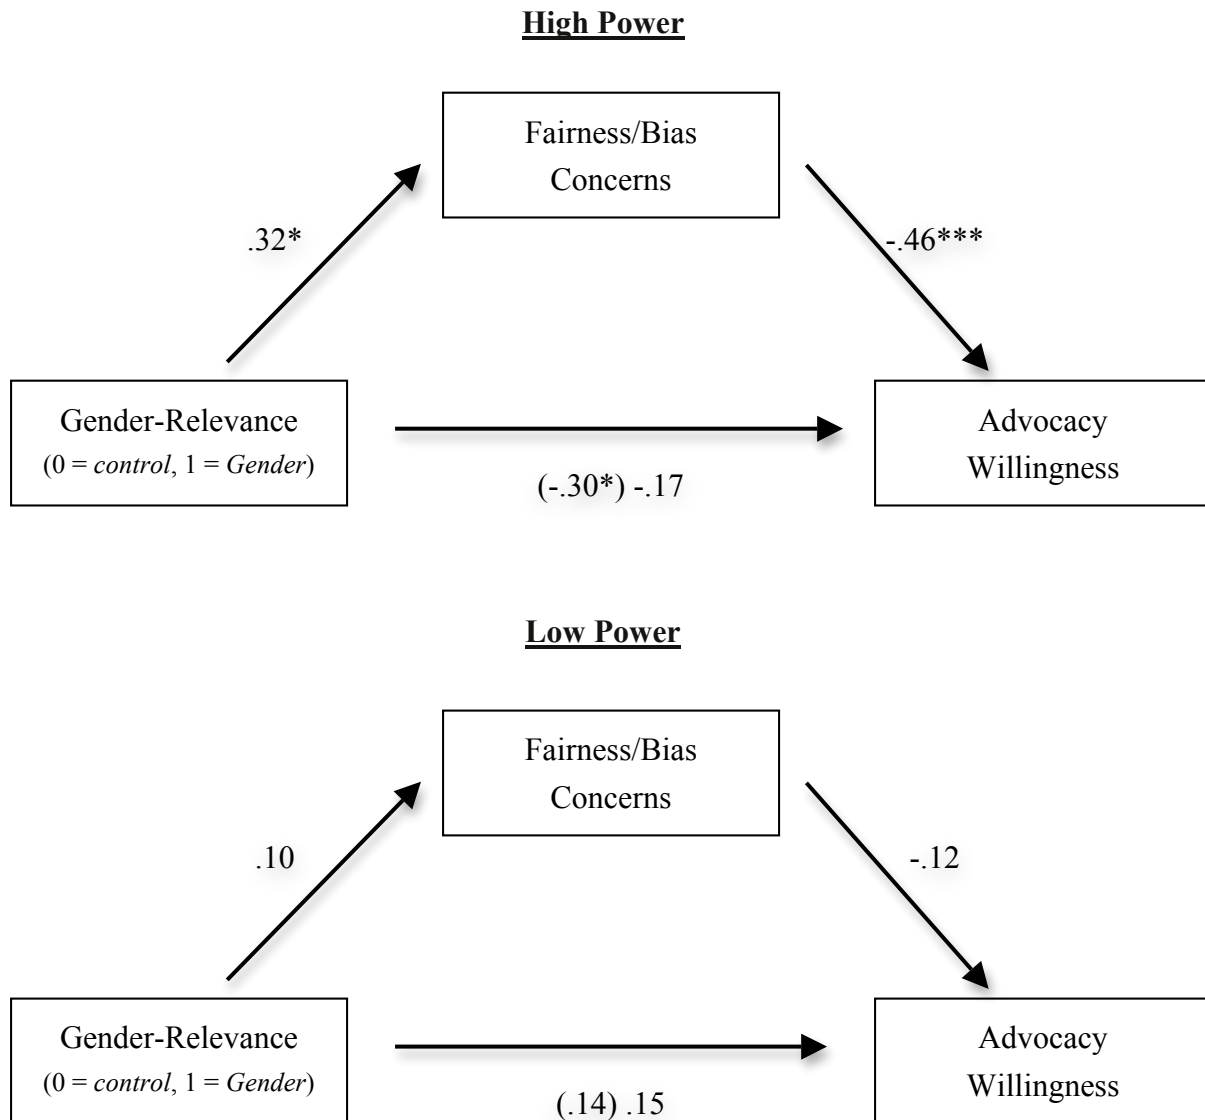 High Power
Fairness/Bias
Concerns
.32*
-.46***
Gender-Relevance
(0 = control, 1 = Gender)
Advocacy
Willingness
(-.30*) -.17
Low Power
Fairness/Bias
Concerns
.10
-.12
Gender-Relevance
(0 = control, 1 = Gender)
Advocacy
Willingness
(.14) .15